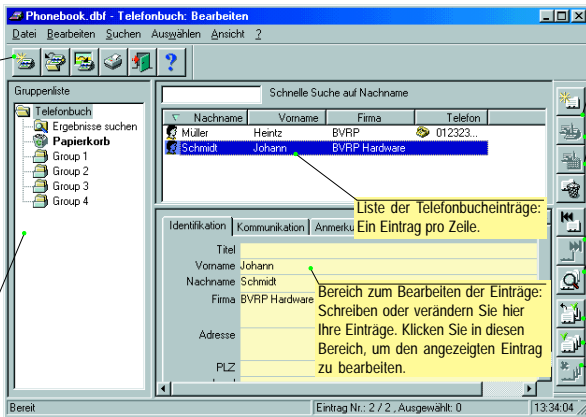 Phonebook.dbf - Telefonbuch: Bearbeiten
Datei Bearbeiten Suchen Auswählen Ansicht ?
Gruppenliste
Telefonbuch
Ergebnisse suchen
Papierkorb
Group 1
Group 2
Group 3
Group 4
Schnelle Suche auf Nachname
Nachname Vorname Firma Telefon
Müller Heintz BVRP 012323...
Schmidt Johann BVRP Hardware
Liste der Telefonbucheinträge:
Ein Eintrag pro Zeile.
Identifikation Kommunikation Anmerku
Titel
Vorname Johann
Nachname Schmidt
Firma BVRP Hardware
Adresse
PLZ
Bereich zum Bearbeiten der Einträge:
Schreiben oder verändern Sie hier
Ihre Einträge. Klicken Sie in diesen
Bereich, um den angezeigten Eintrag
zu bearbeiten.
Bereit Eintrag Nr.: 2 / 2 , Ausgewählt: 0 13:34:04